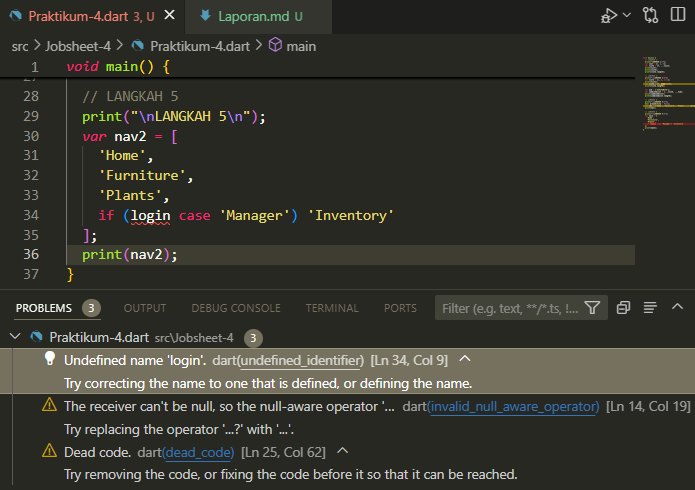 Praktikum-4.dart 3, U
Laporan.md U
src > Jobsheet-4 > Praktikum-4.dart > main
1 void main() {
28 // LANGKAH 5
29 print("\nLANGKAH 5\n");
30 var nav2 = [
31 'Home',
32 'Furniture',
33 'Plants',
34 if (login case 'Manager') 'Inventory'
35 ];
36 print(nav2);
37 }
PROBLEMS 3 OUTPUT DEBUG CONSOLE TERMINAL PORTS Filter (e.g. text, **/*.ts, !...
Praktikum-4.dart src\Jobsheet-4 3
Undefined name 'login'. dart(undefined_identifier) [Ln 34, Col 9]
Try correcting the name to one that is defined, or defining the name.
The receiver can't be null, so the null-aware operator '... dart(invalid_null_aware_operator) [Ln 14, Col 19]
Try replacing the operator '...?' with '...'.
Dead code. dart(dead_code) [Ln 25, Col 62]
Try removing the code, or fixing the code before it so that it can be reached.